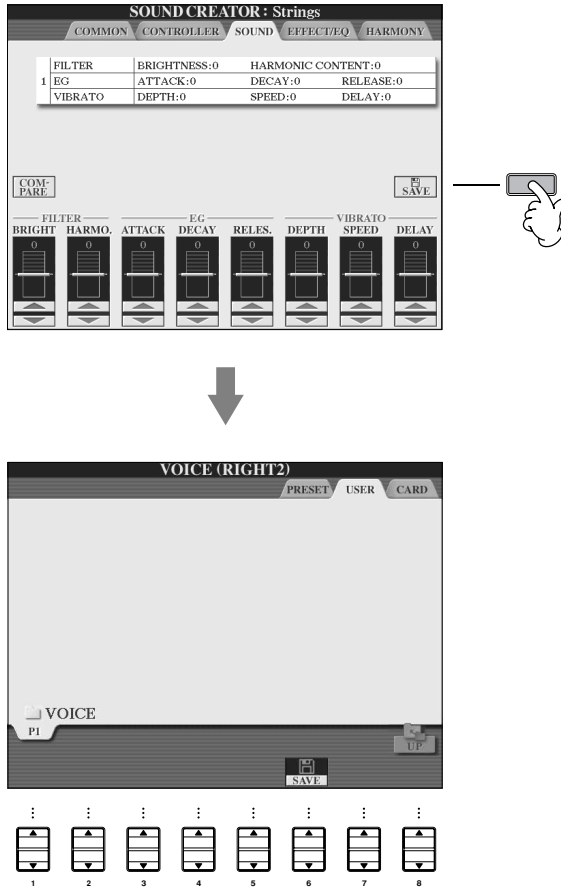 SOUND CREATOR : Strings
COMMON CONTROLLER SOUND EFFECT/EQ HARMONY
FILTER BRIGHTNESS:0 HARMONIC CONTENT:0
1 EG ATTACK:0 DECAY:0 RELEASE:0
VIBRATO DEPTH:0 SPEED:0 DELAY:0
COM-
PARE
SAVE
FILTER EG VIBRATO
BRIGHT HARMO. ATTACK DECAY RELES. DEPTH SPEED DELAY
0 0 0 0 0 0 0 0
VOICE (RIGHT2)
PRESET USER CARD
VOICE
P1
UP
SAVE
1 2 3 4 5 6 7 8